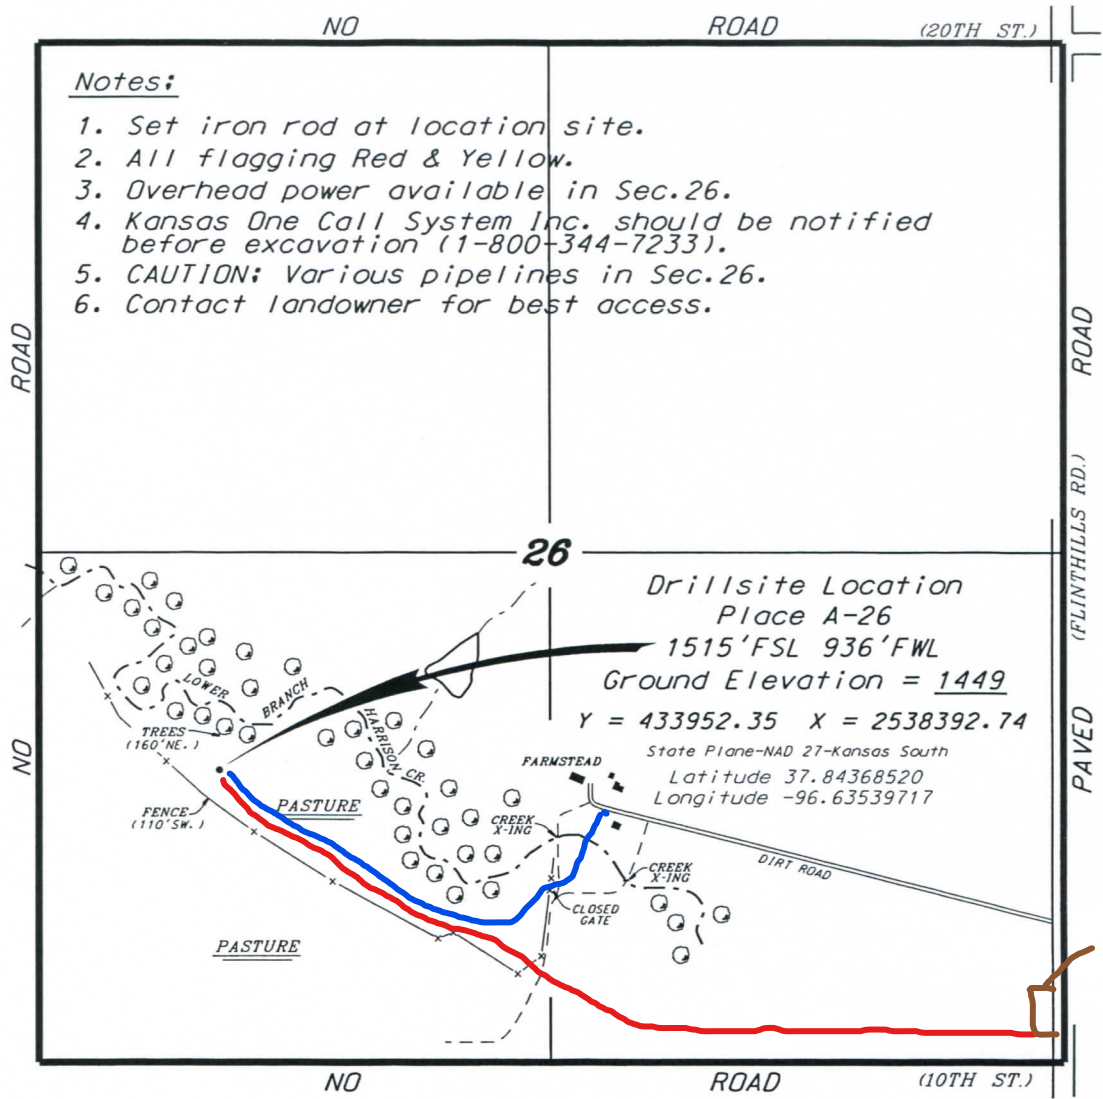 NO ROAD (20TH ST.)
Notes:
1. Set iron rod at location site.
2. All flagging Red & Yellow.
3. Overhead power available in Sec.26.
4. Kansas One Call System Inc. should be notified
before excavation (1-800-344-7233).
5. CAUTION: Various pipelines in Sec.26.
6. Contact landowner for best access.
ROAD
ROAD
(FLINTHILLS RD.)
26
Drillsite Location
Place A-26
1515'FSL 936'FWL
Ground Elevation = 1449
Y = 433952.35 X = 2538392.74
State Plane-NAD 27-Kansas South
Latitude 37.84368520
Longitude -96.63539717
LOWER
BRANCH
HARRISON
CR.
TREES
(160'NE.)
NO
PAVED
FARMSTEAD
PASTURE
FENCE
(110'SW.)
CREEK
X-ING
DIRT ROAD
CREEK
X-ING
CLOSED
GATE
PASTURE
NO ROAD (10TH ST.)